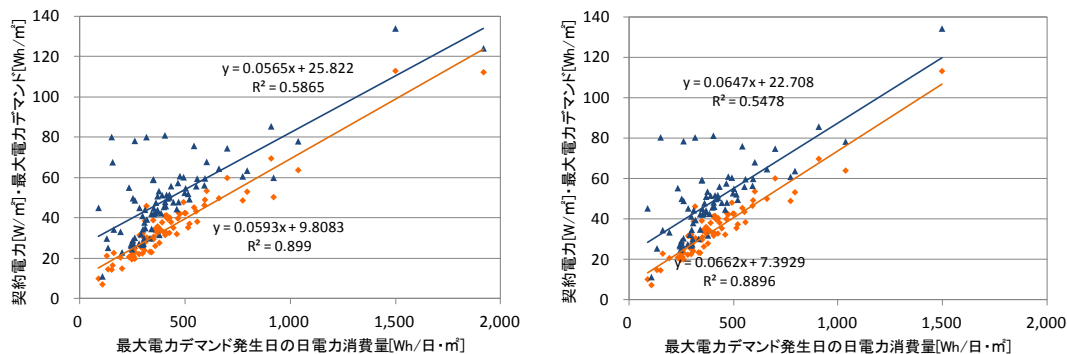 契約電力[W/㎡]・最大電力デマンド[Wh/㎡]
140
120
100
80
60
40
20
0
y = 0.0565x + 25.822
R² = 0.5865
y = 0.0593x + 9.8083
R² = 0.899
0
500
1,000
1,500
2,000
最大電力デマンド発生日の日電力消費量[Wh/日・㎡]
契約電力[W/㎡]・最大電力デマンド[Wh/㎡]
140
120
100
80
60
40
20
0
y = 0.0647x + 22.708
R² = 0.5478
y = 0.0662x + 7.3929
R² = 0.8896
0
500
1,000
1,500
2,000
最大電力デマンド発生日の日電力消費量[Wh/日・㎡]